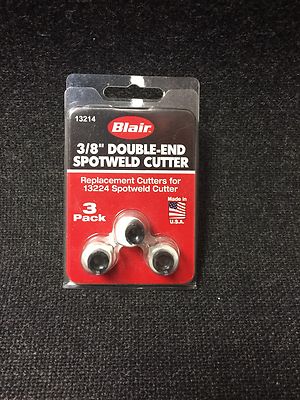 13214
Blair
3/8" DOUBLE-END
SPOTWELD CUTTER
Replacement Cutters for
13224 Spotweld Cutter
3
Pack
Made in
U.S.A.